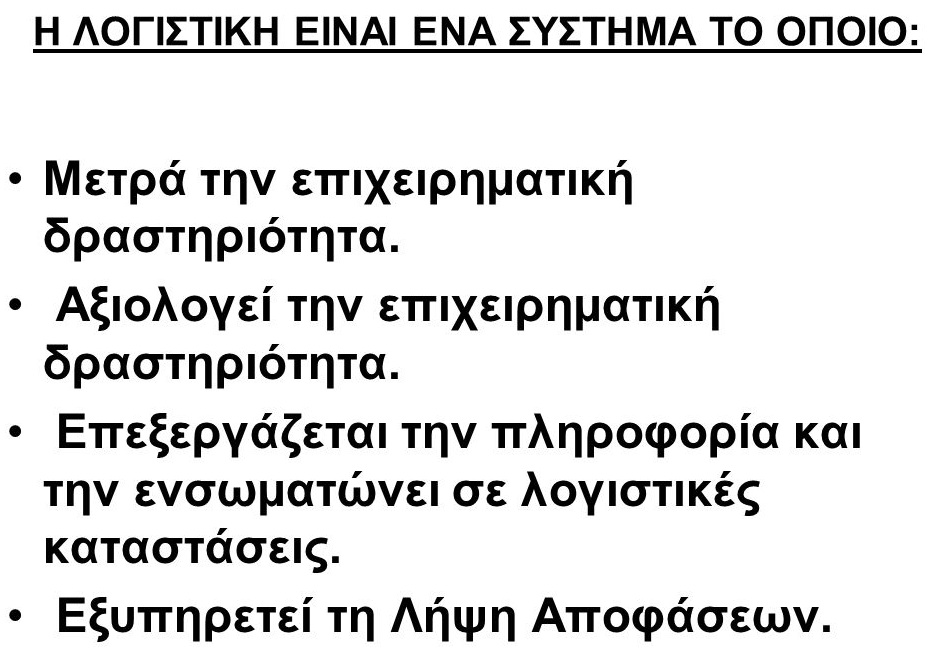 Η ΛΟΓΙΣΤΙΚΗ ΕΙΝΑΙ ΕΝΑ ΣΥΣΤΗΜΑ ΤΟ ΟΠΟΙΟ:
• Μετρά την επιχειρηματική
δραστηριότητα.
• Αξιολογεί την επιχειρηματική
δραστηριότητα.
• Επεξεργάζεται την πληροφορία και
την ενσωματώνει σε λογιστικές
καταστάσεις.
• Εξυπηρετεί τη Λήψη Αποφάσεων.